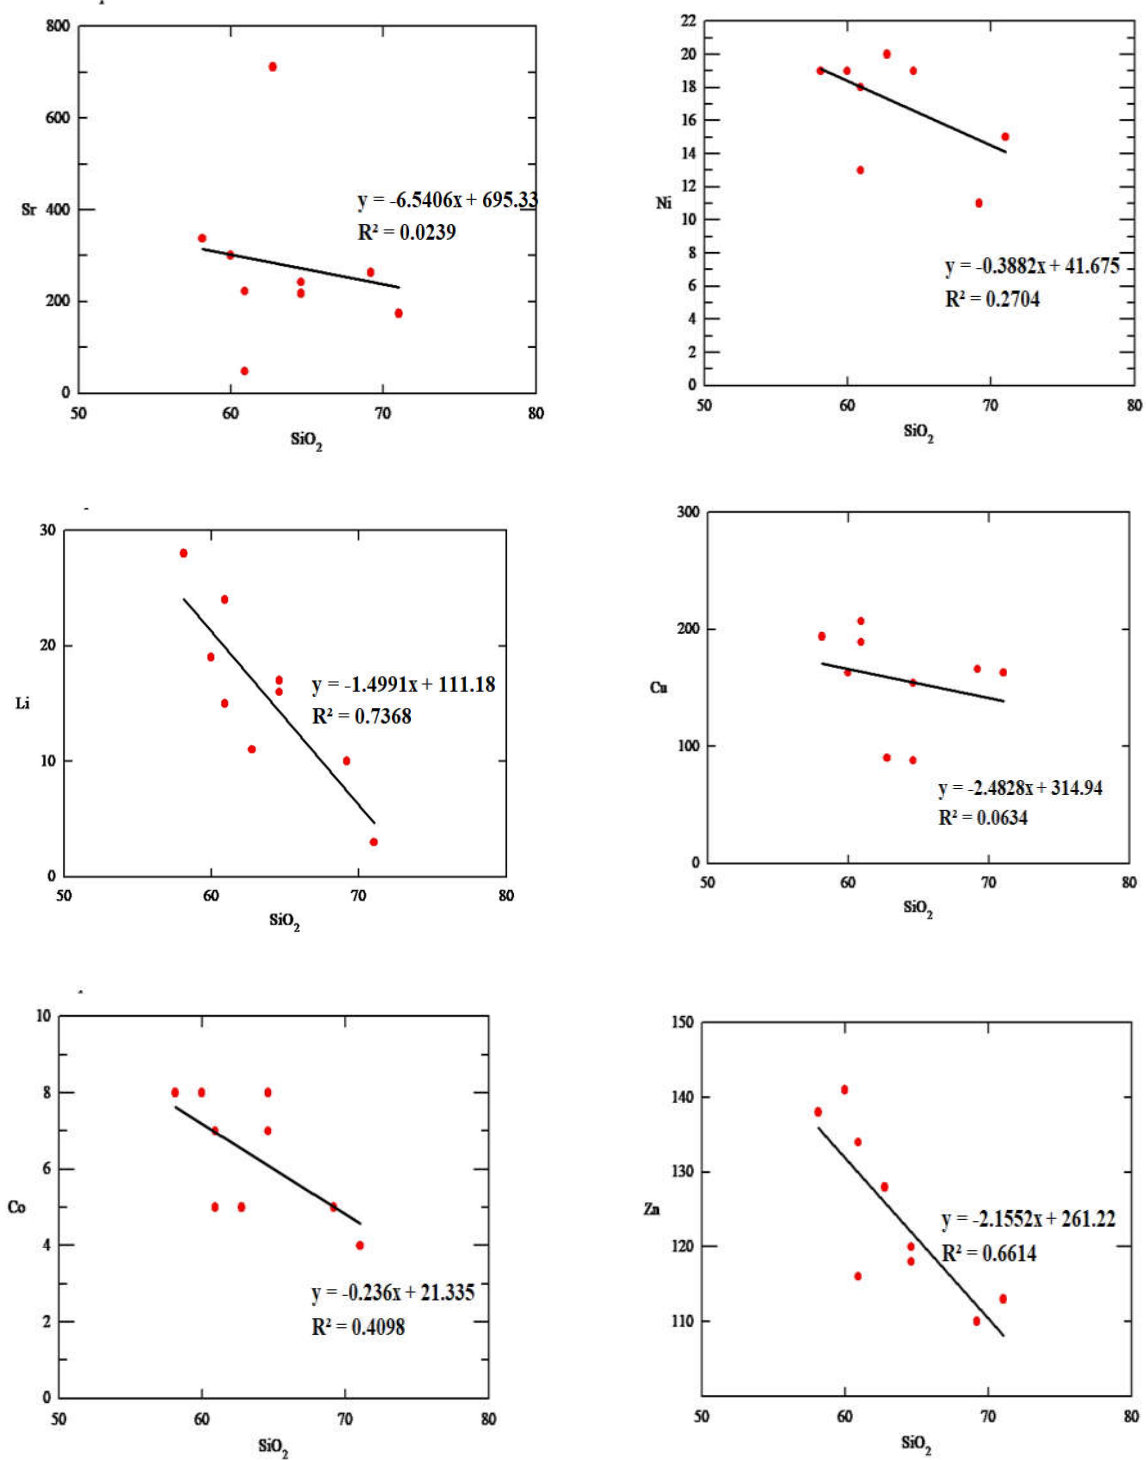 800
600
Sr
400
200
0
50
60
70
80
SiO2
y = -6.5406x + 695.33
R² = 0.0239
22
20
18
16
14
12
Ni
10
8
6
4
2
0
50
60
70
80
SiO2
y = -0.3882x + 41.675
R² = 0.2704
30
20
Li
10
0
50
60
70
80
SiO2
y = -1.4991x + 111.18
R² = 0.7368
300
200
Cu
100
0
50
60
70
80
SiO2
y = -2.4828x + 314.94
R² = 0.0634
10
8
6
Co
4
2
0
50
60
70
80
SiO2
y = -0.236x + 21.335
R² = 0.4098
150
140
130
Zn
120
110
50
60
70
80
SiO2
y = -2.1552x + 261.22
R² = 0.6614